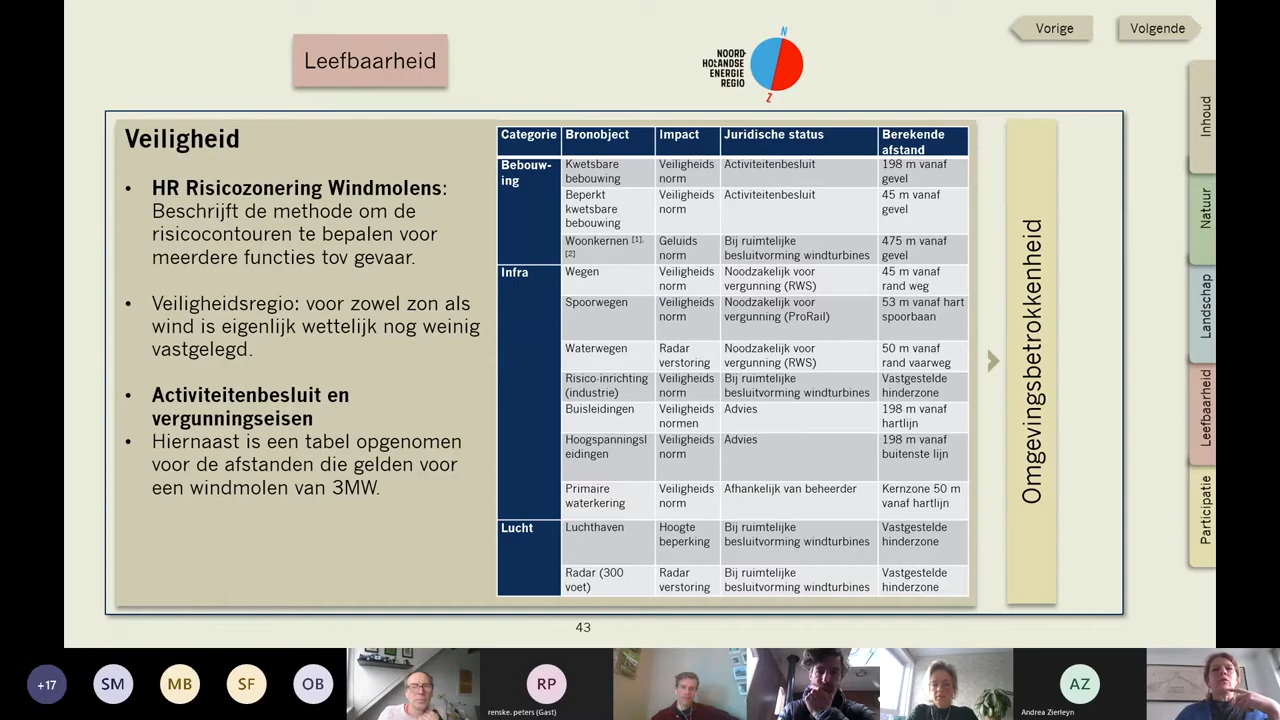 Vorige
Volgende
Leefbaarheid
NOORD-
HOLLANDSE
ENERGIE
REGIO
N
Z
Veiligheid
• HR Risicozonering Windmolens:
Beschrijft de methode om de
risicocontouren te bepalen voor
meerdere functies tov gevaar.
• Veiligheidsregio: voor zowel zon als
wind is eigenlijk wettelijk nog weinig
vastgelegd.
• Activiteitenbesluit en
vergunningseisen
• Hiernaast is een tabel opgenomen
voor de afstanden die gelden voor
een windmolen van 3MW.
Categorie Bronobject Impact Juridische status Berekende
afstand
Bebouw-
ing
Kwetsbare
bebouwing
Veiligheids
norm
Activiteitenbesluit
198 m vanaf
gevel
Beperkt
kwetsbare
bebouwing
Veiligheids
norm
Activiteitenbesluit
45 m vanaf
gevel
Woonkernen [1],
[2]
Geluids
norm
Bij ruimtelijke
besluitvorming windturbines
475 m vanaf
gevel
Infra
Wegen
Veiligheids
norm
Noodzakelijk voor
vergunning (RWS)
45 m vanaf
rand weg
Spoorwegen
Veiligheids
norm
Noodzakelijk voor
vergunning (ProRail)
53 m vanaf hart
spoorbaan
Waterwegen
Radar
verstoring
Noodzakelijk voor
vergunning (RWS)
50 m vanaf
rand vaarweg
Risico-inrichting
(industrie)
Veiligheids
norm
Bij ruimtelijke
besluitvorming windturbines
Vastgestelde
hinderzone
Buisleidingen
Veiligheids
normen
Advies
198 m vanaf
hartlijn
Hoogspanningsl
eidingen
Veiligheids
norm
Advies
198 m vanaf
buitenste lijn
Primaire
waterkering
Veiligheids
norm
Afhankelijk van beheerder
Kernzone 50 m
vanaf hartlijn
Lucht
Luchthaven
Hoogte
beperking
Bij ruimtelijke
besluitvorming windturbines
Vastgestelde
hinderzone
Radar (300
voet)
Radar
verstoring
Bij ruimtelijke
besluitvorming windturbines
Vastgestelde
hinderzone
Omgevingsbetrokkenheid
Inhoud
Natuur
Landschap
Leefbaarheid
Participatie
43
+17
SM
MB
SF
OB
RP
renske. peters (Gast)
AZ
Andrea Zierleyn